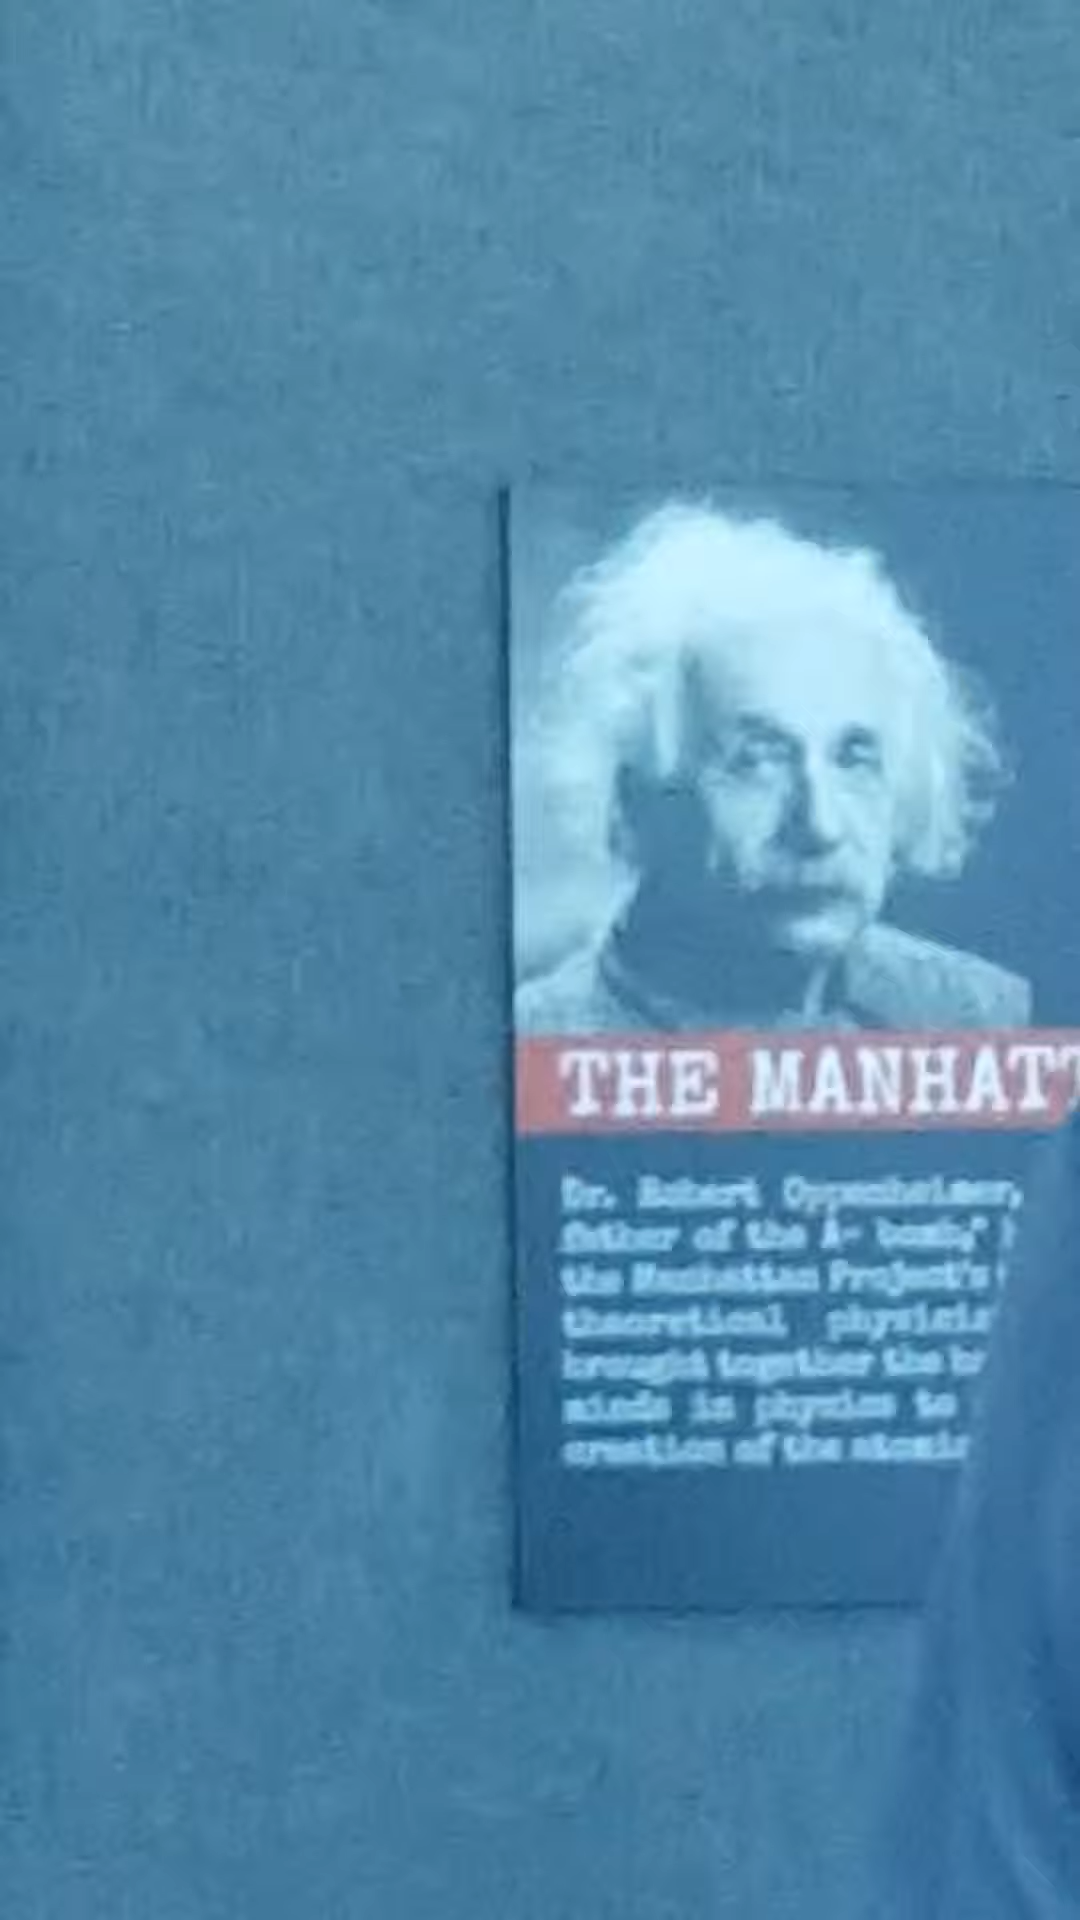 THE MANHATT
Dr. Robert Oppenheimer,
father of the A- bomb,"
the Manhattan Project's
theoretical physicis
brought together the br
minds in physics to
creation of the atomic